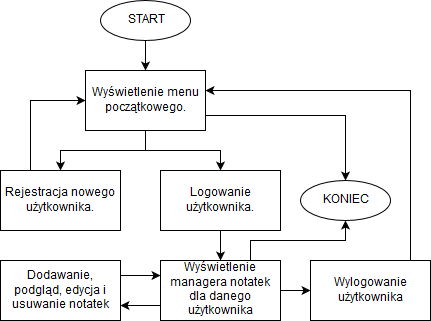 START
Wyświetlenie menu
początkowego.
Rejestracja nowego
użytkownika.
Logowanie
użytkownika.
KONIEC
Dodawanie,
podgląd, edycja i
usuwanie notatek
Wyświetlenie
managera notatek
dla danego
użytkownika
Wylogowanie
użytkownika